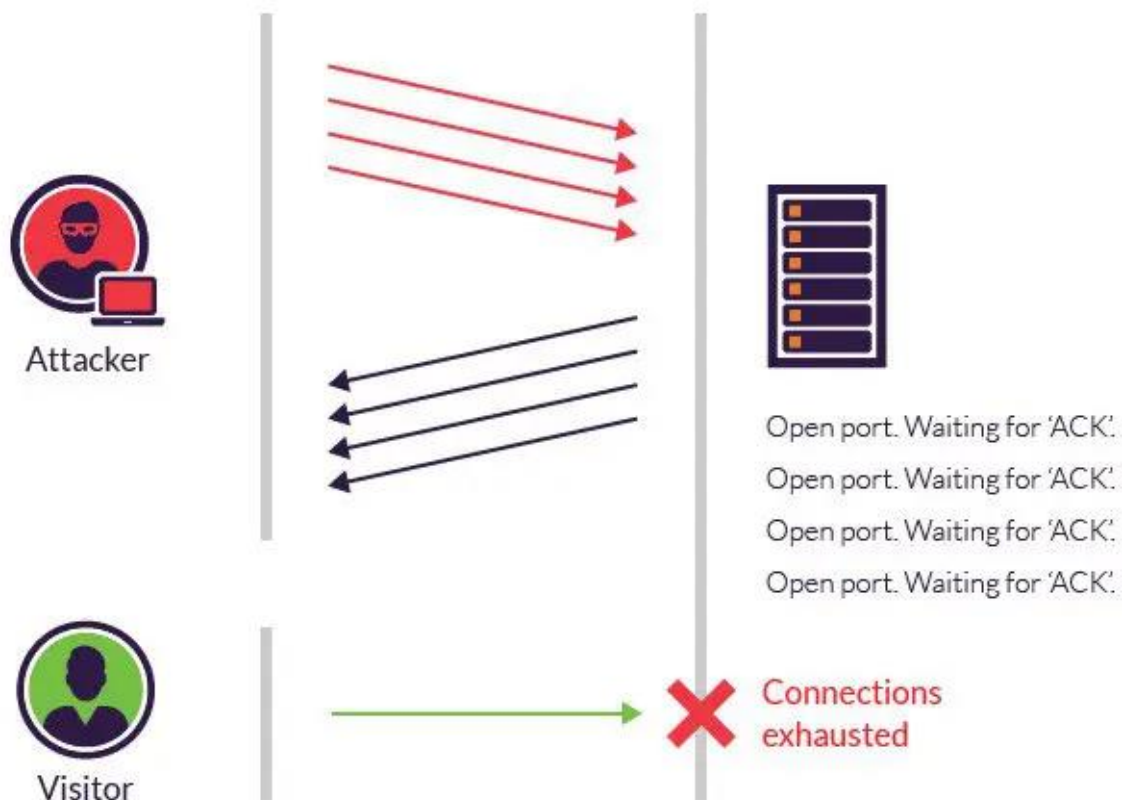 Attacker
Open port. Waiting for ‘ACK’.
Open port. Waiting for ‘ACK’.
Open port. Waiting for ‘ACK’.
Open port. Waiting for ‘ACK’.
Visitor
Connections
exhausted